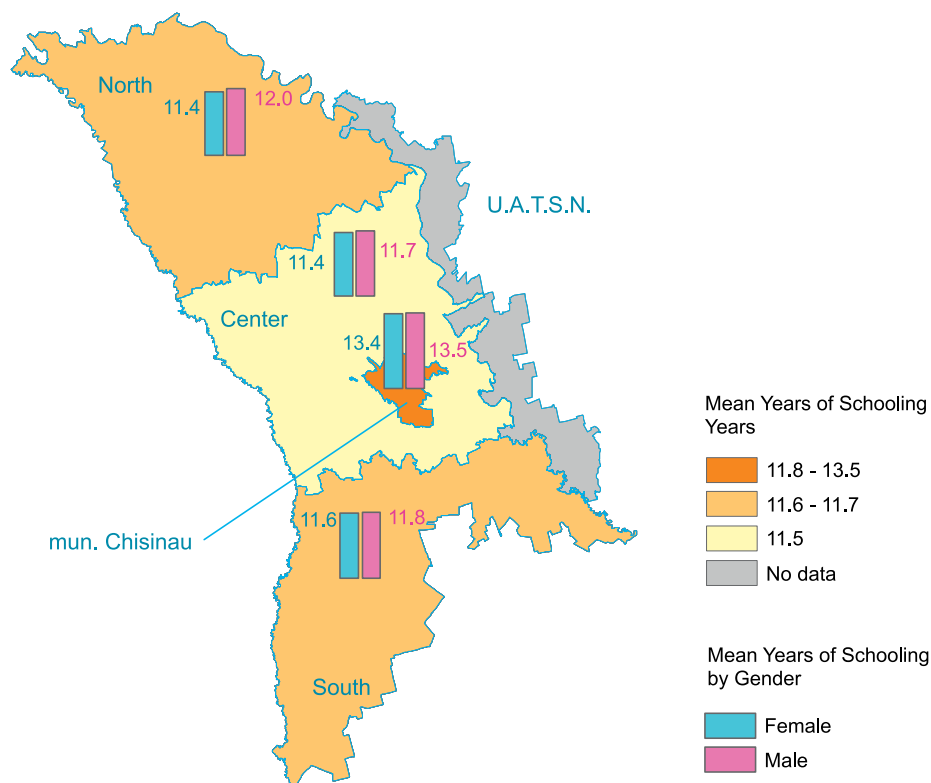 North
11.4
12.0
U.A.T.S.N.
11.4
11.7
Center
13.4
13.5
11.6
11.8
mun. Chisinau
South
Mean Years of Schooling
Years
11.8 - 13.5
11.6 - 11.7
11.5
No data
Mean Years of Schooling
by Gender
Female
Male